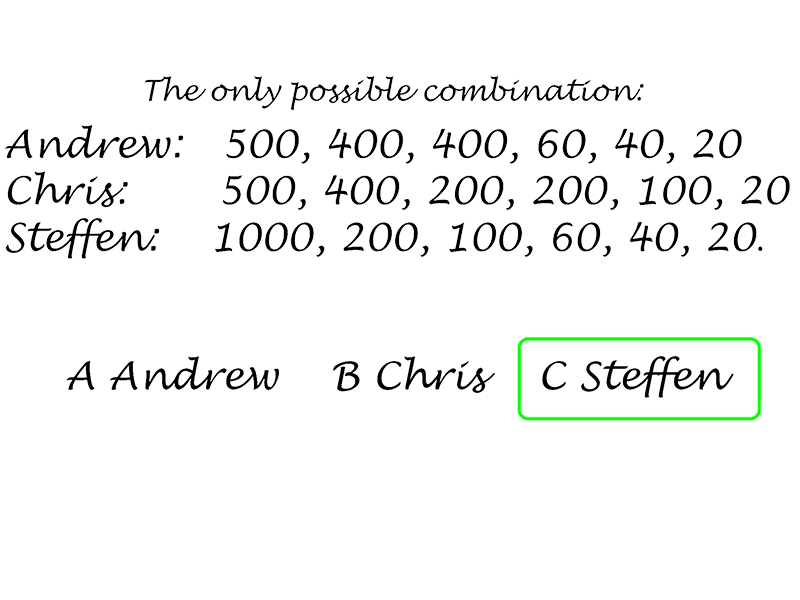 The only possible combination:
Andrew: 500, 400, 400, 60, 40, 20
Chris: 500, 400, 200, 200, 100, 20
Steffen: 1000, 200, 100, 60, 40, 20.
A Andrew B Chris C Steffen